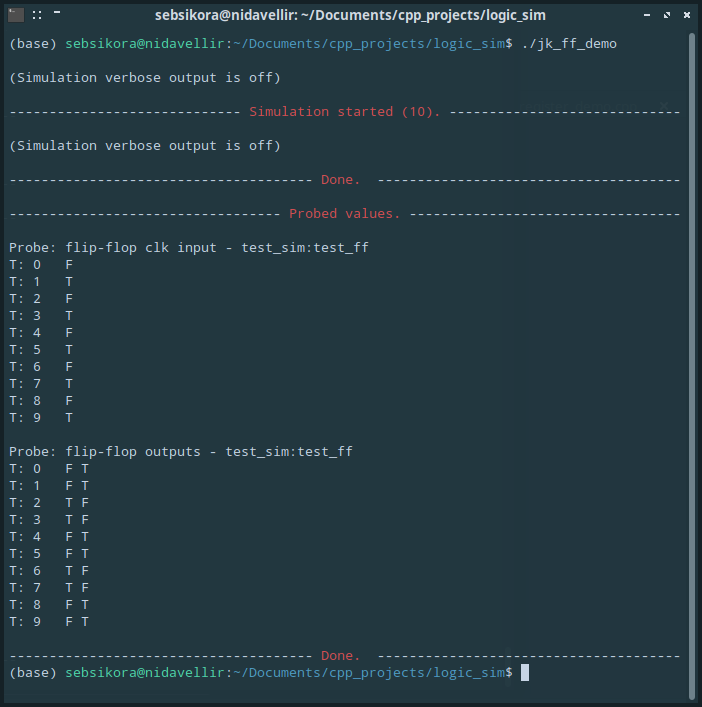 sebsikora@nidavellir: ~/Documents/cpp_projects/logic_sim
(base) sebsikora@nidavellir:~/Documents/cpp_projects/logic_sim$ ./jk_ff_demo
(Simulation verbose output is off)
----------------------------- Simulation started (10). -----------------------------
(Simulation verbose output is off)
-------------------------------------- Done.  --------------------------------------
---------------------------------- Probed values. ----------------------------------
Probe: flip-flop clk input - test_sim:test_ff
T: 0   F
T: 1   T
T: 2   F
T: 3   T
T: 4   F
T: 5   T
T: 6   F
T: 7   T
T: 8   F
T: 9   T
Probe: flip-flop outputs - test_sim:test_ff
T: 0   F T
T: 1   F T
T: 2   T F
T: 3   T F
T: 4   F T
T: 5   F T
T: 6   T F
T: 7   T F
T: 8   F T
T: 9   F T
-------------------------------------- Done.  --------------------------------------
(base) sebsikora@nidavellir:~/Documents/cpp_projects/logic_sim$